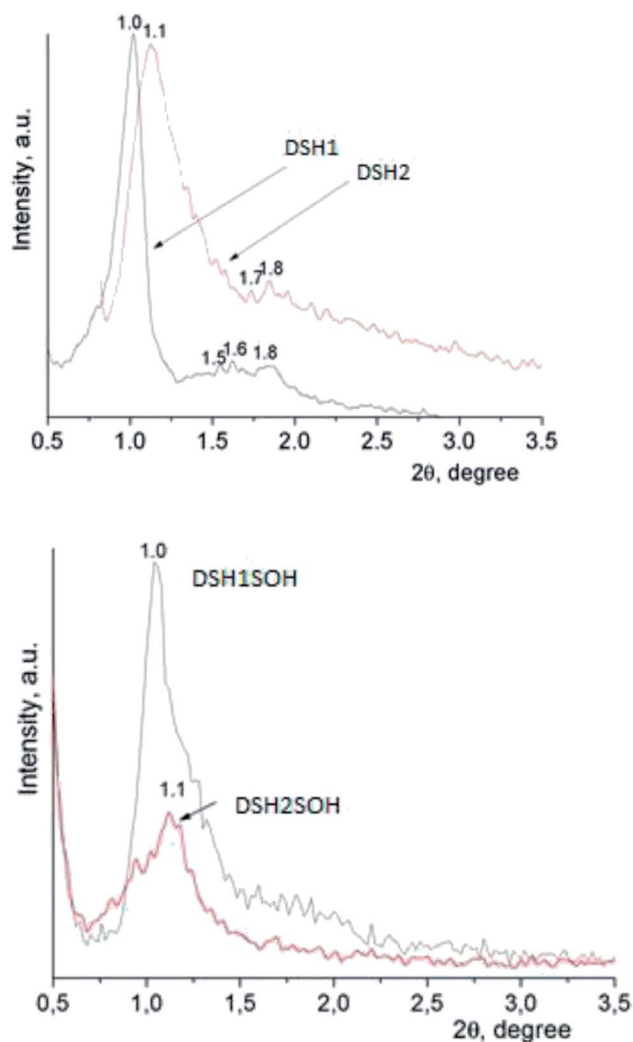 1.0
1.1
DSH1
DSH2
1.7 1.8
1.5 1.6 1.8
Intensity, a.u.
0.5 1.0 1.5 2.0 2.5 3.0 3.5
2θ, degree
1.0
DSH1SOH
1.1
DSH2SOH
Intensity, a.u.
0,5 1,0 1,5 2,0 2,5 3,0 3,5
2θ, degree